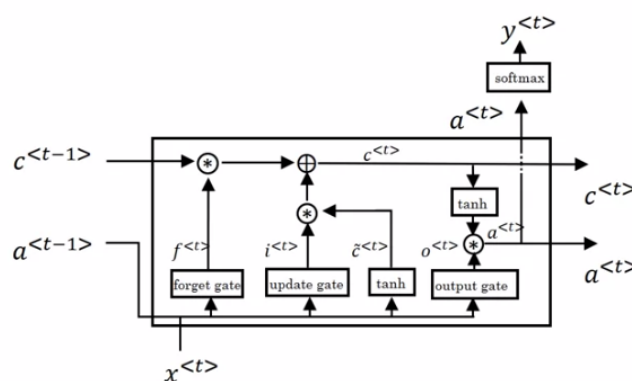 y^{<t>}
softmax
a^{<t>}
c^{<t-1>}
c^{<t>}
c^{<t>}
tanh
a^{<t-1>}
f^{<t>}
i^{<t>}
c̃^{<t>}
o^{<t>}
a^{<t>}
a^{<t>}
forget gate
update gate
tanh
output gate
x^{<t>}